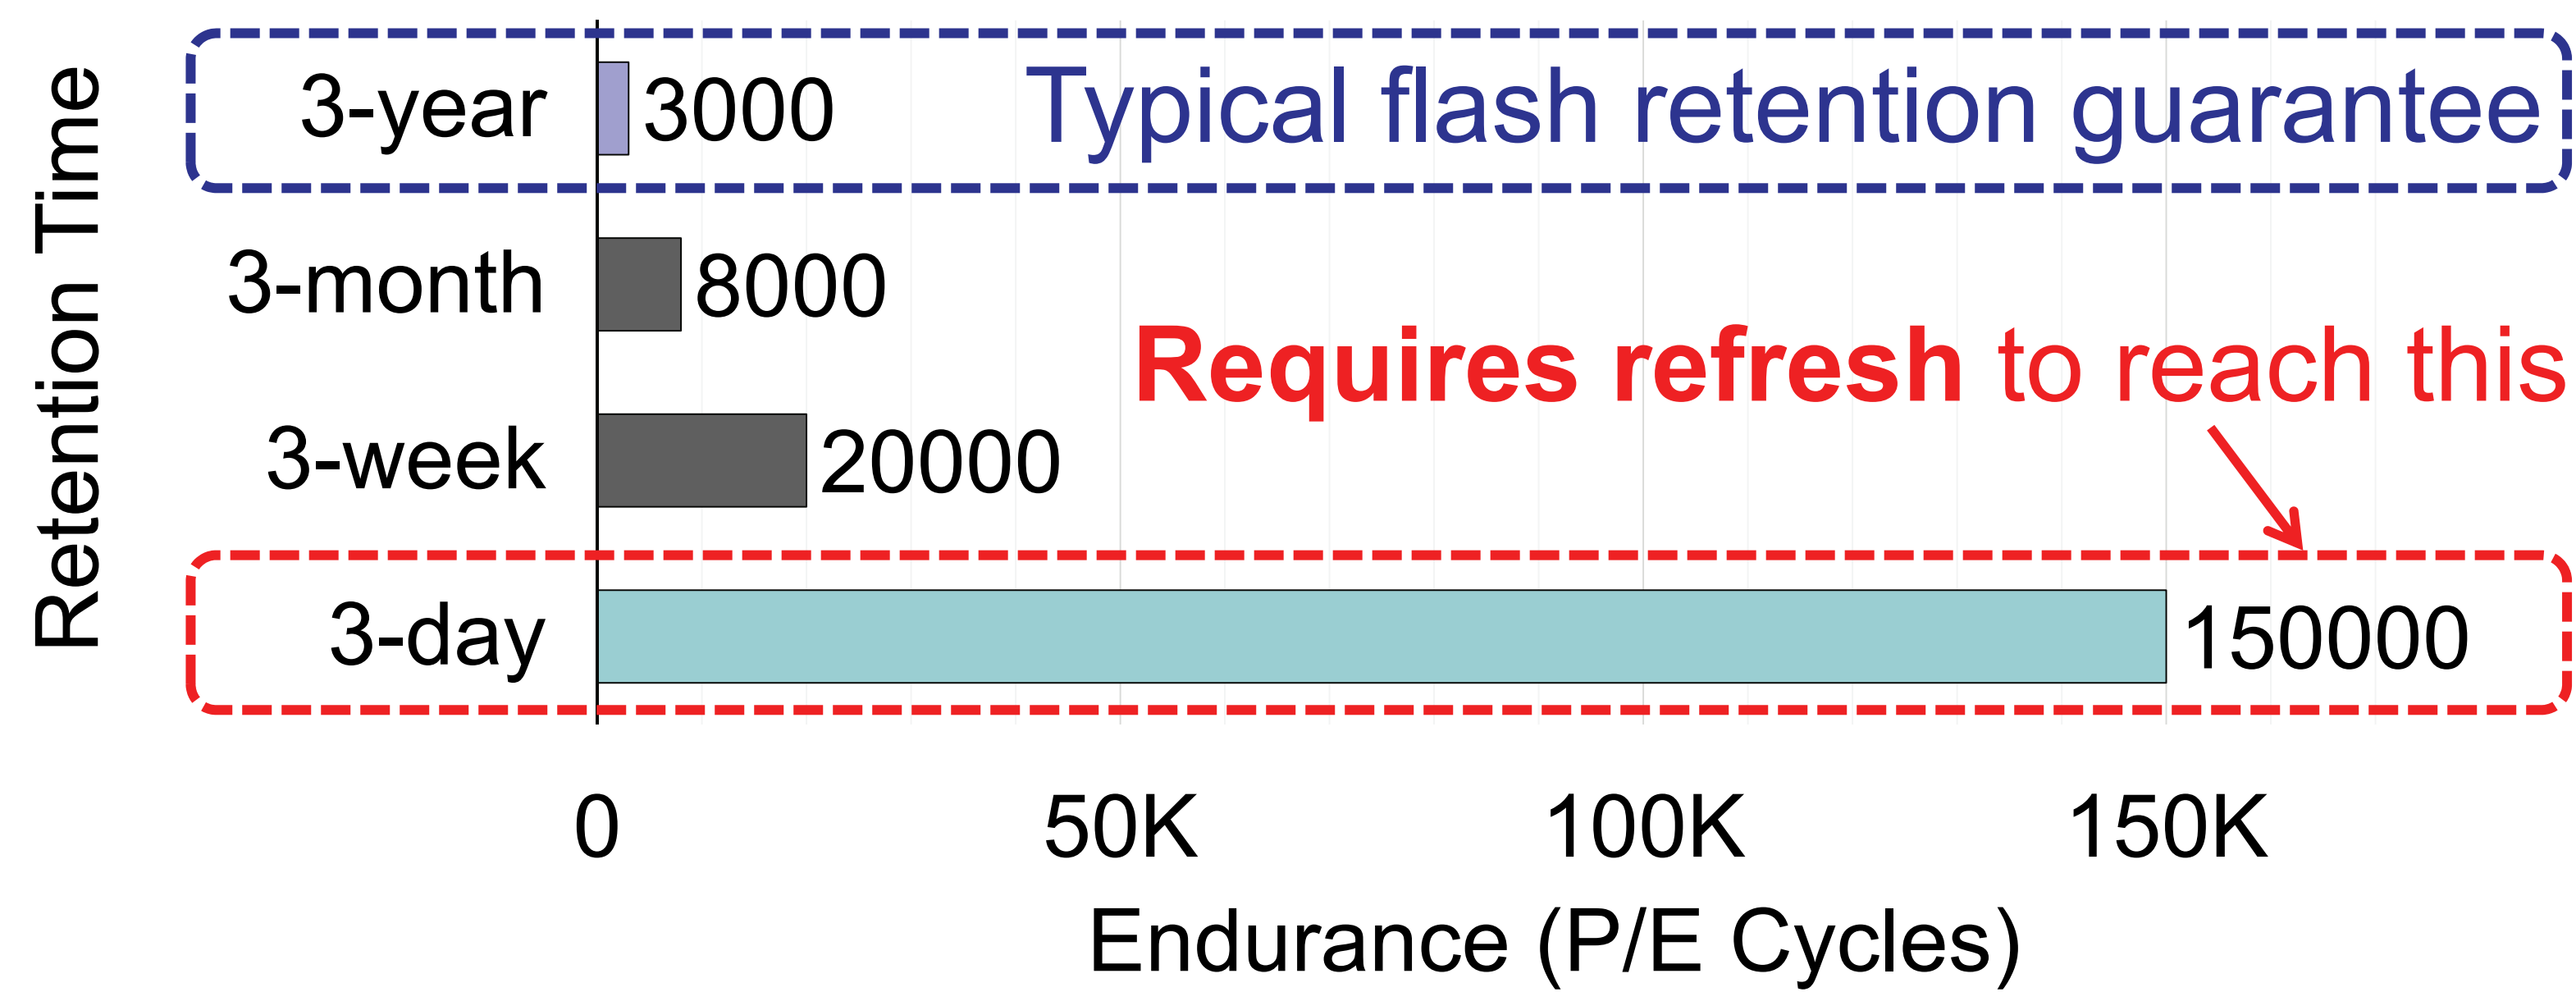 Retention Time
3-year 3000 Typical flash retention guarantee
3-month 8000
Requires refresh to reach this
3-week 20000
3-day 150000
0 50K 100K 150K
Endurance (P/E Cycles)